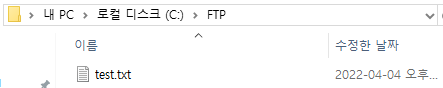 내 PC > 로컬 디스크 (C:) > FTP
이름 수정한 날짜
test.txt 2022-04-04 오후...